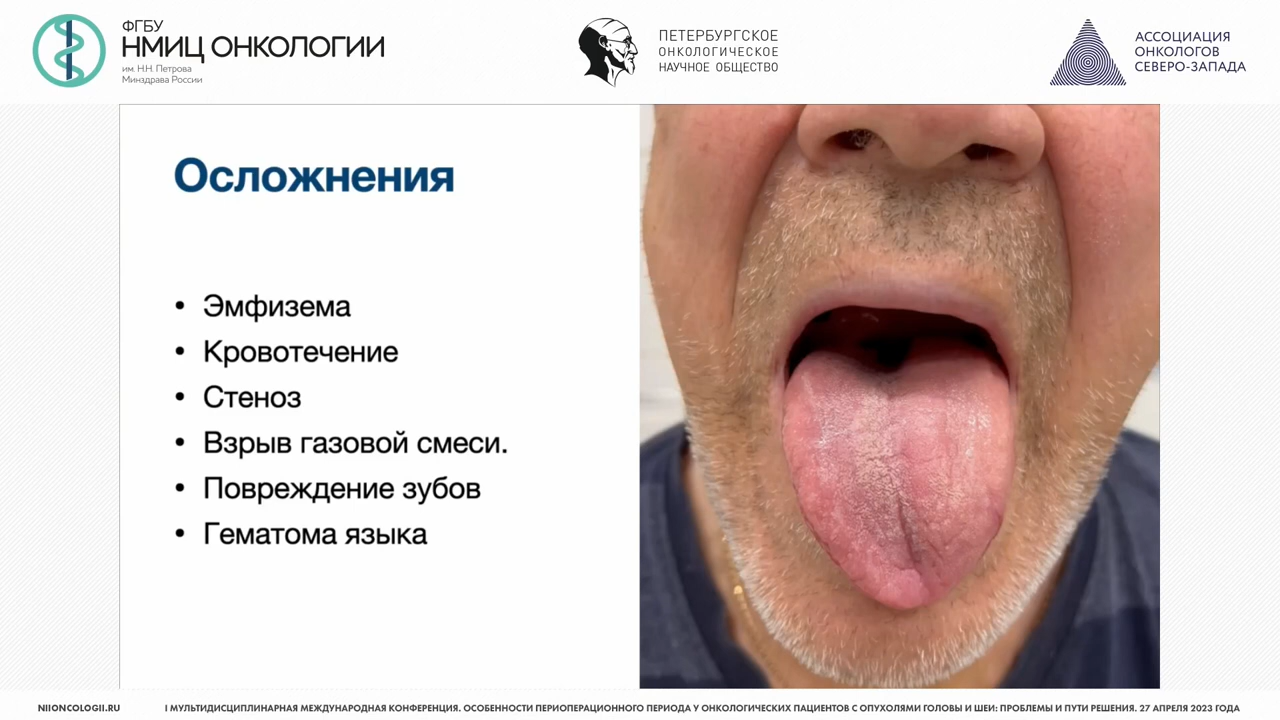 ФГБУ
НМИЦ ОНКОЛОГИИ
им. Н.Н. Петрова
Минздрава России
ПЕТЕРБУРГСКОЕ
ОНКОЛОГИЧЕСКОЕ
НАУЧНОЕ ОБЩЕСТВО
АССОЦИАЦИЯ
ОНКОЛОГОВ
СЕВЕРО-ЗАПАДА
Осложнения
• Эмфизема
• Кровотечение
• Стеноз
• Взрыв газовой смеси.
• Повреждение зубов
• Гематома языка
NIIONCOLOGII.RU
I МУЛЬТИДИСЦИПЛИНАРНАЯ МЕЖДУНАРОДНАЯ КОНФЕРЕНЦИЯ. ОСОБЕННОСТИ ПЕРИОПЕРАЦИОННОГО ПЕРИОДА У ОНКОЛОГИЧЕСКИХ ПАЦИЕНТОВ С ОПУХОЛЯМИ ГОЛОВЫ И ШЕИ: ПРОБЛЕМЫ И ПУТИ РЕШЕНИЯ. 27 АПРЕЛЯ 2023 ГОДА